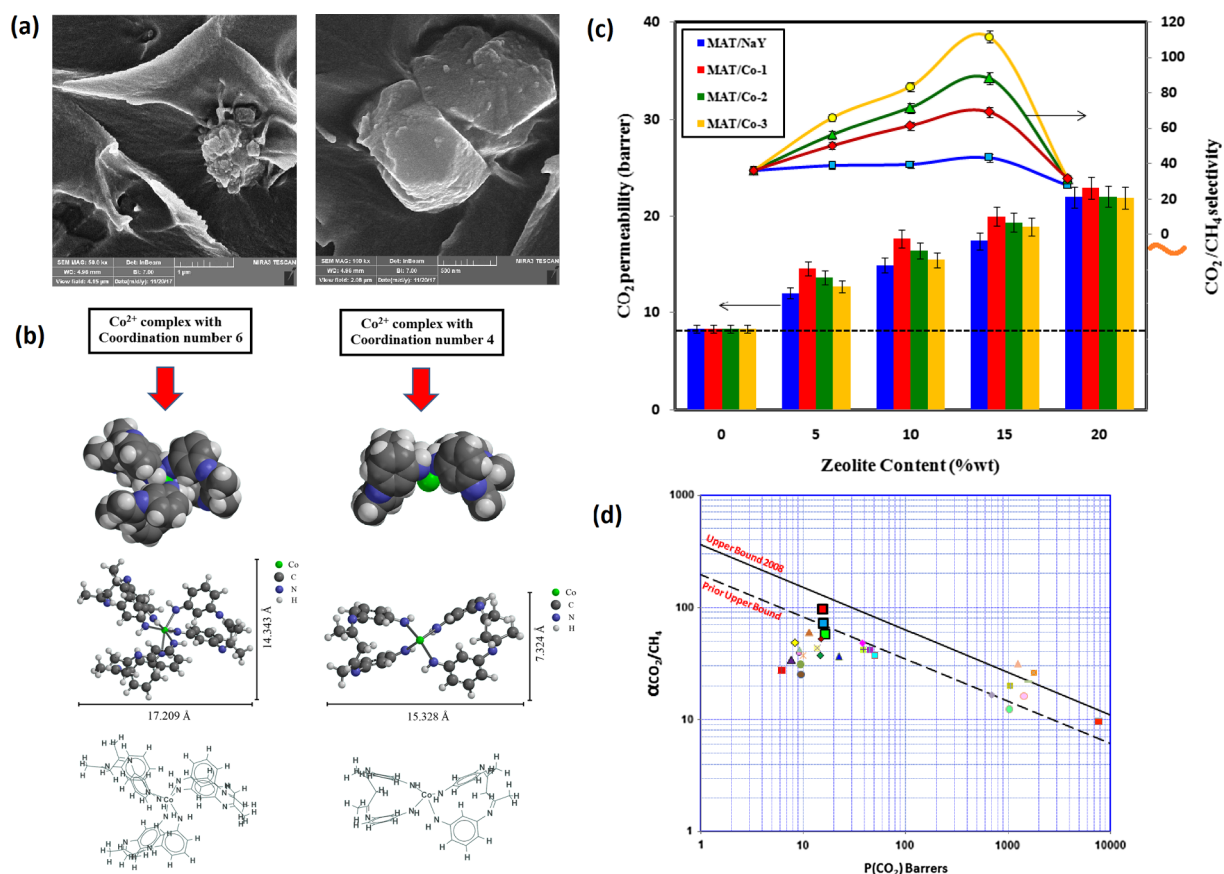 (a)
SEM MAG: 50.0 kx
Det: InBeam
MIRA3 TESCAN
WD: 4.96 mm
BI: 7.00
1 µm
View field: 4.15 µm
Date(m/d/y): 11/20/17
SEM MAG: 100 kx
Det: InBeam
MIRA3 TESCAN
WD: 4.86 mm
BI: 7.00
500 nm
View field: 2.08 µm
Date(m/d/y): 11/20/17
(b)
Co²⁺ complex with
Coordination number 6
Co²⁺ complex with
Coordination number 4
Co
C
N
H
14.343 Å
17.209 Å
Co
C
N
H
7.324 Å
15.328 Å
(c)
CO₂ permeability (barrer)
40
30
20
10
0
MAT/NaY
MAT/Co-1
MAT/Co-2
MAT/Co-3
120
100
80
60
40
20
0
CO₂/CH₄ selectivity
0 5 10 15 20
Zeolite Content (%wt)
(d)
αCO₂/CH₄
1000
100
10
1
Upper Bound 2008
Prior Upper Bound
1 10 100 1000 10000
P(CO₂) Barrers